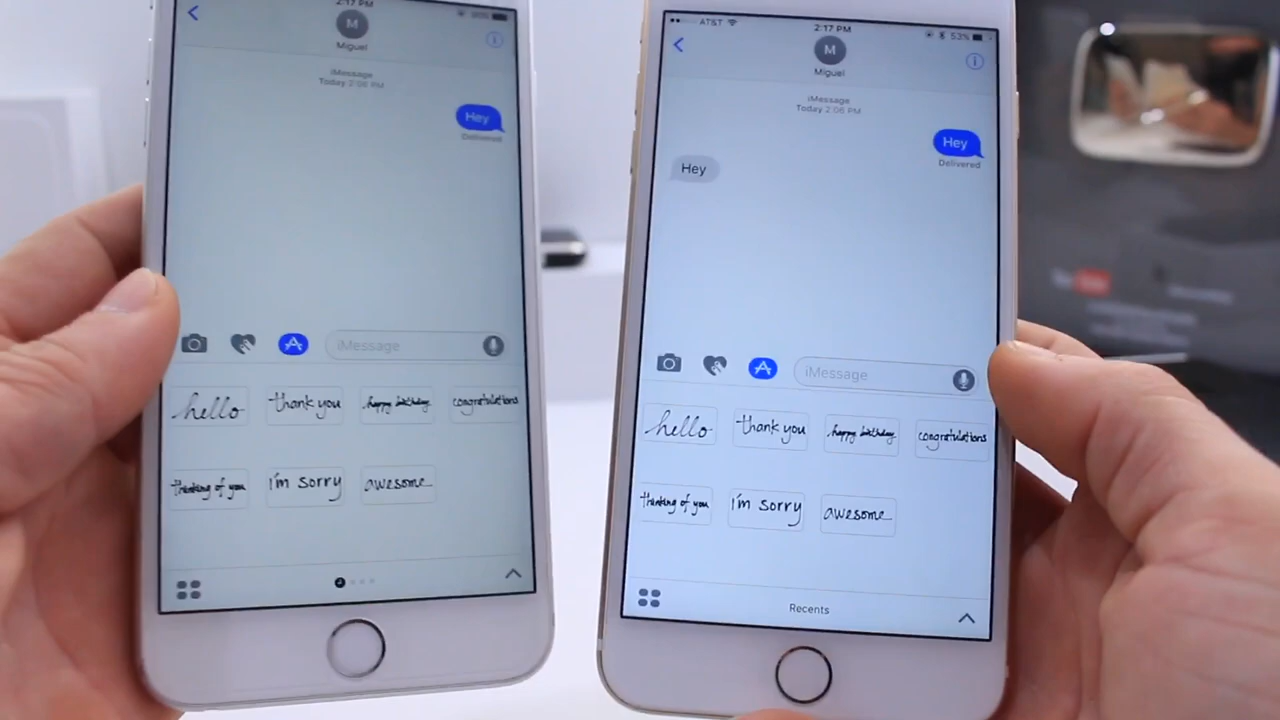 2:17 PM
M
Miguel
iMessage
Today 2:06 PM
Hey
Delivered
iMessage
hello
thank you
happy birthday
congratulations
thinking of you
i'm sorry
awesome
AT&T
2:17 PM
53%
M
Miguel
iMessage
Today 2:06 PM
Hey
Delivered
Hey
iMessage
hello
thank you
happy birthday
congratulations
thinking of you
i'm sorry
awesome
Recents